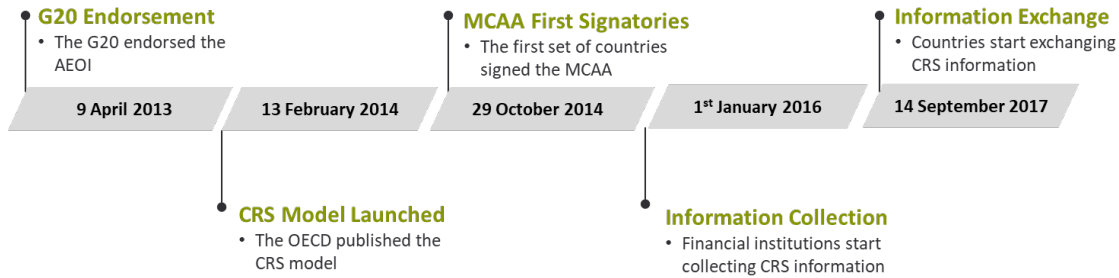 G20 Endorsement
• The G20 endorsed the
AEOI
MCAA First Signatories
• The first set of countries
signed the MCAA
Information Exchange
• Countries start exchanging
CRS information
9 April 2013
13 February 2014
29 October 2014
1st January 2016
14 September 2017
CRS Model Launched
• The OECD published the
CRS model
Information Collection
• Financial institutions start
collecting CRS information